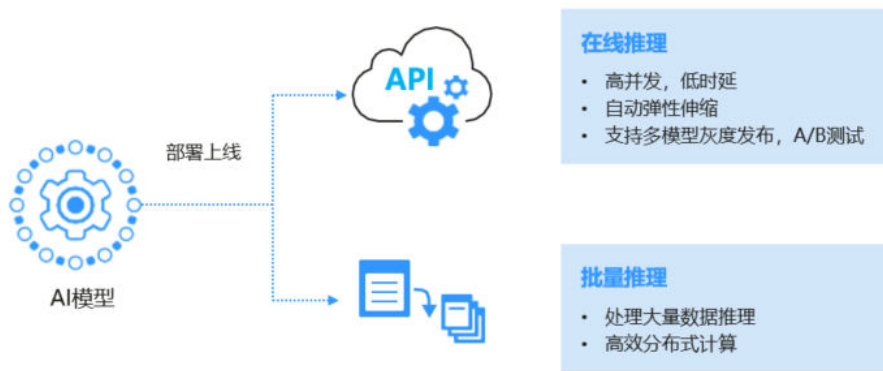 AI模型
部署上线
API
在线推理
• 高并发，低时延
• 自动弹性伸缩
• 支持多模型灰度发布，A/B测试
批量推理
• 处理大量数据推理
• 高效分布式计算